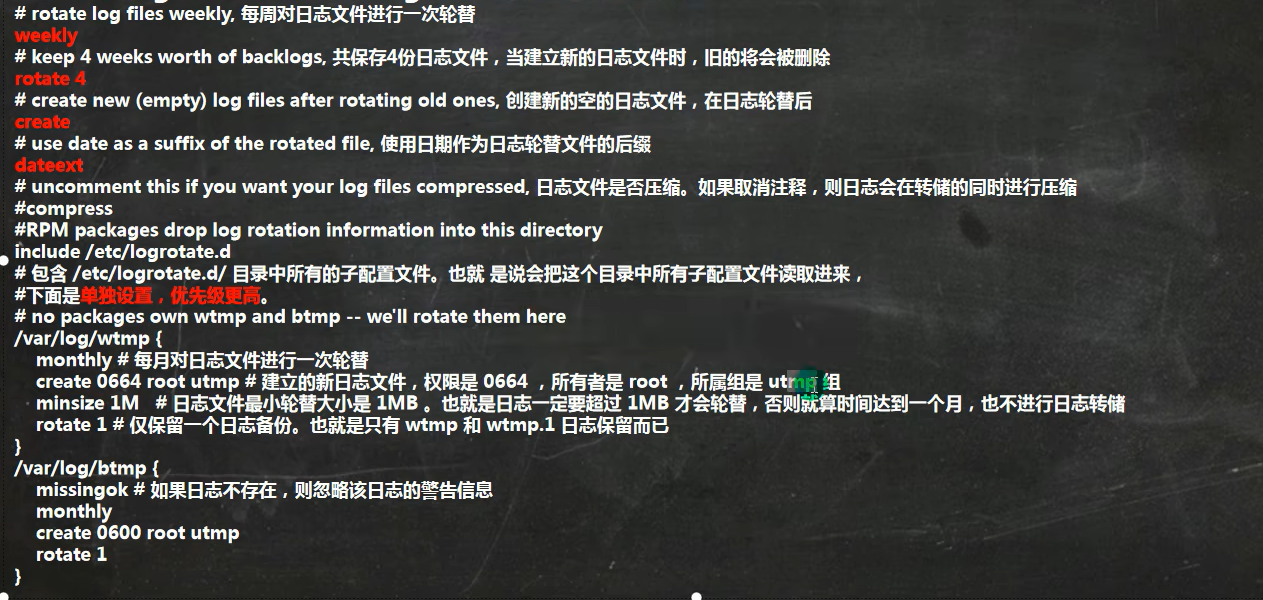 # rotate log files weekly, 每周对日志文件进行一次轮替
weekly
# keep 4 weeks worth of backlogs, 共保存4份日志文件，当建立新的日志文件时，旧的将会被删除
rotate 4
# create new (empty) log files after rotating old ones, 创建新的空的日志文件，在日志轮替后
create
# use date as a suffix of the rotated file, 使用日期作为日志轮替文件的后缀
dateext
# uncomment this if you want your log files compressed, 日志文件是否压缩。如果取消注释，则日志会在转储的同时进行压缩
#compress
#RPM packages drop log rotation information into this directory
include /etc/logrotate.d
# 包含 /etc/logrotate.d/ 目录中所有的子配置文件。也就 是说会把这个目录中所有子配置文件读取进来，
#下面是单独设置，优先级更高。
# no packages own wtmp and btmp -- we'll rotate them here
/var/log/wtmp {
monthly # 每月对日志文件进行一次轮替
create 0664 root utmp # 建立的新日志文件，权限是 0664 ，所有者是 root ，所属组是 utmp 组
minsize 1M # 日志文件最小轮替大小是 1MB 。也就是日志一定要超过 1MB 才会轮替，否则就算时间达到一个月，也不进行日志转储
rotate 1 # 仅保留一个日志备份。也就是只有 wtmp 和 wtmp.1 日志保留而已
}
/var/log/btmp {
missingok # 如果日志不存在，则忽略该日志的警告信息
monthly
create 0600 root utmp
rotate 1
}